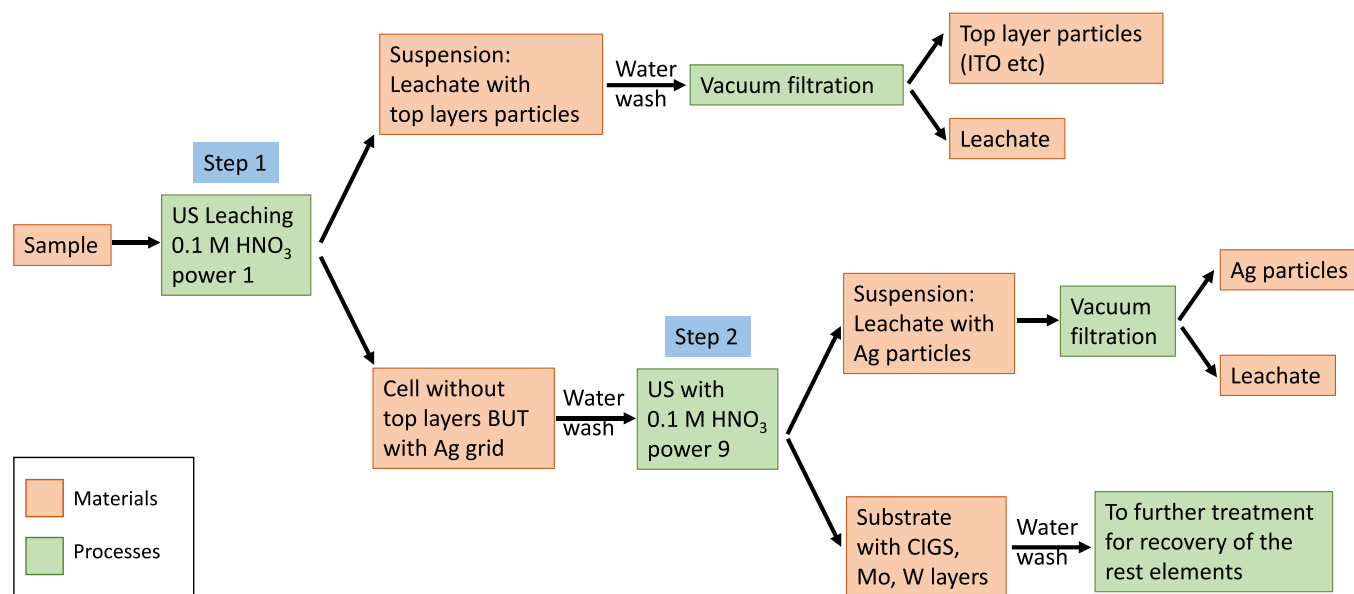 Suspension:
Leachate with
top layers particles
Water
wash
Vacuum filtration
Top layer particles
(ITO etc)
Leachate
Step 1
US Leaching
0.1 M HNO₃
power 1
Sample
Cell without
top layers BUT
with Ag grid
Water
wash
Step 2
US with
0.1 M HNO₃
power 9
Suspension:
Leachate with
Ag particles
Vacuum
filtration
Ag particles
Leachate
Substrate
with CIGS,
Mo, W layers
Water
wash
To further treatment
for recovery of the
rest elements
Materials
Processes